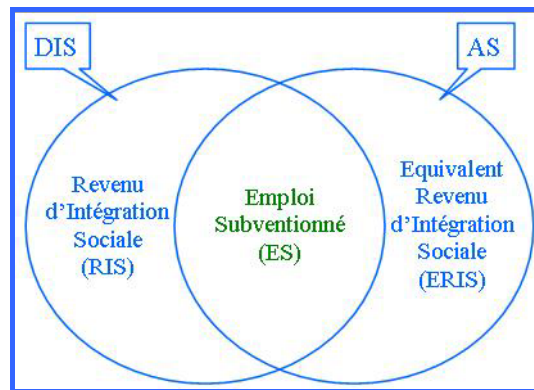 DIS
AS
Revenu
d'Intégration
Sociale
(RIS)
Emploi
Subventionné
(ES)
Equivalent
Revenu
d'Intégration
Sociale
(ERIS)